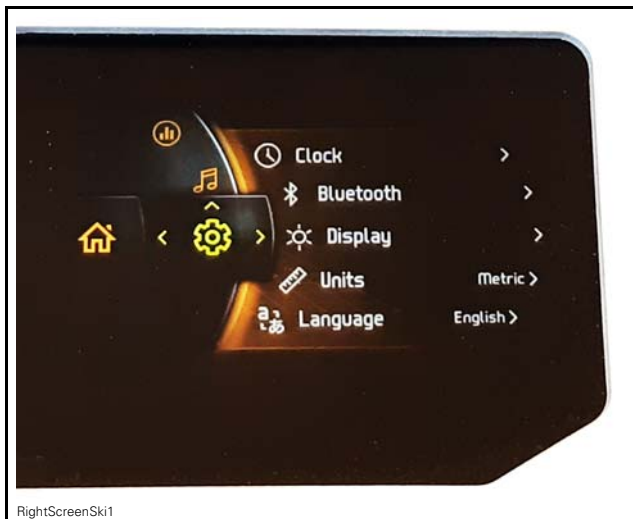 Clock
Bluetooth
Display
Units Metric
Language English
RightScreenSki1